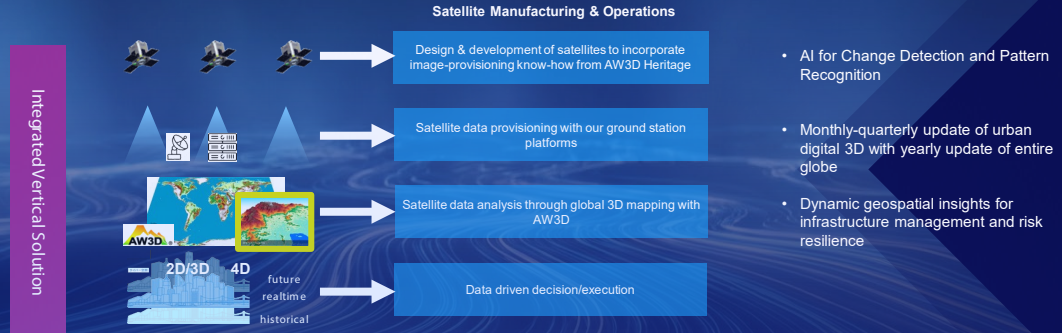 Satellite Manufacturing & Operations
Integrated Vertical Solution
Design & development of satellites to incorporate
image-provisioning know-how from AW3D Heritage
Satellite data provisioning with our ground station
platforms
Satellite data analysis through global 3D mapping with
AW3D
AW3D
2D/3D 4D
future
realtime
historical
Data driven decision/execution
• AI for Change Detection and Pattern
Recognition
• Monthly-quarterly update of urban
digital 3D with yearly update of entire
globe
• Dynamic geospatial insights for
infrastructure management and risk
resilience